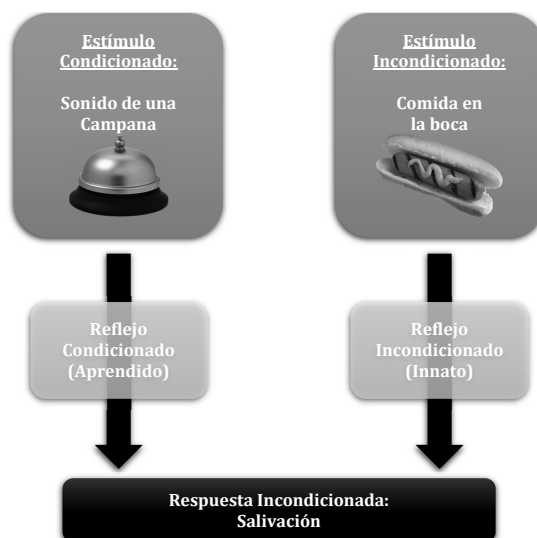 Estímulo
Condicionado:
Sonido de una
Campana
Estímulo
Incondicionado:
Comida en
la boca
Reflejo
Condicionado
(Aprendido)
Reflejo
Incondicionado
(Innato)
Respuesta Incondicionada:
Salivación